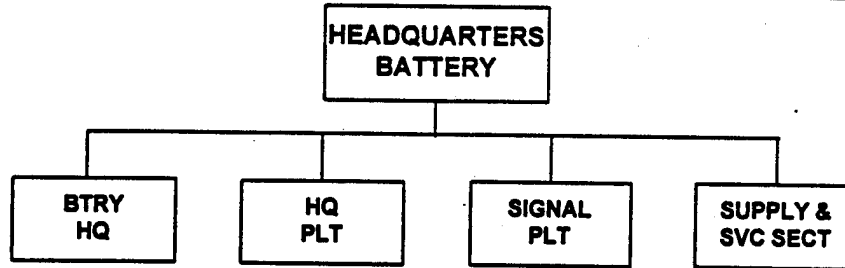 HEADQUARTERS
BATTERY
BTRY
HQ
HQ
PLT
SIGNAL
PLT
SUPPLY &
SVC SECT